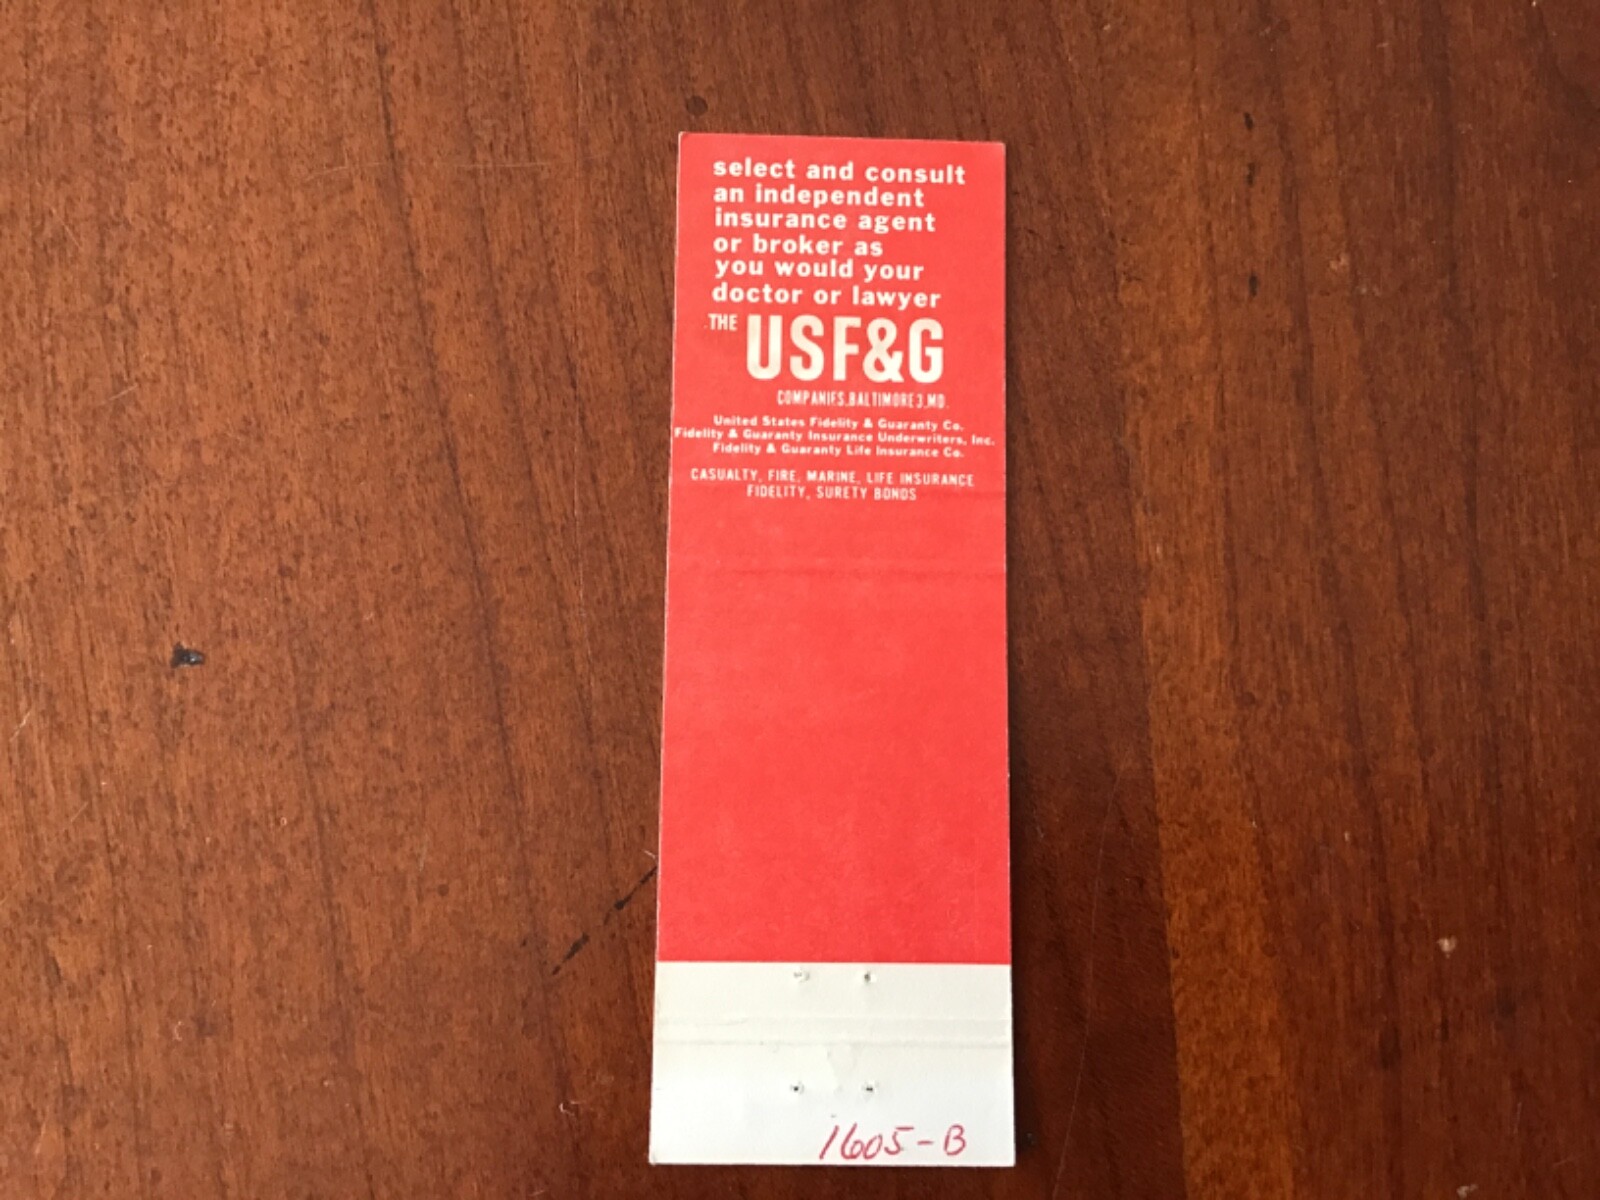 select and consult
an independent
insurance agent
or broker as
you would your
doctor or lawyer
THE USF&G
COMPANIES, BALTIMORE 3, MD.
United States Fidelity & Guaranty Co.
Fidelity & Guaranty Insurance Underwriters, Inc.
Fidelity & Guaranty Life Insurance Co.
CASUALTY, FIRE, MARINE, LIFE INSURANCE
FIDELITY, SURETY BONDS
1605-B